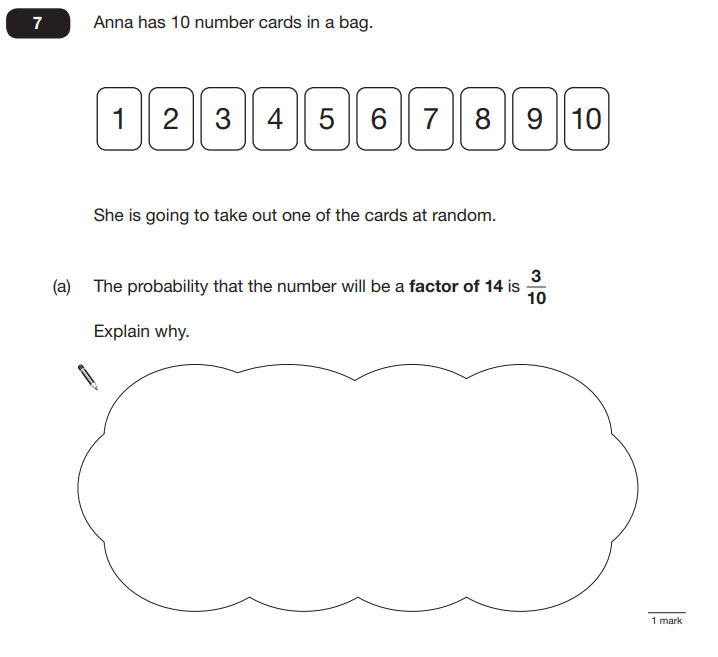 7 Anna has 10 number cards in a bag.
1 2 3 4 5 6 7 8 9 10
She is going to take out one of the cards at random.
(a) The probability that the number will be a factor of 14 is 3/10
Explain why.
1 mark